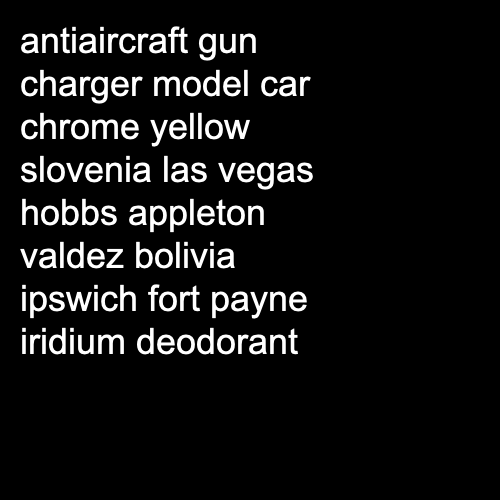 antiaircraft gun
charger model car
chrome yellow
slovenia las vegas
hobbs appleton
valdez bolivia
ipswich fort payne
iridium deodorant